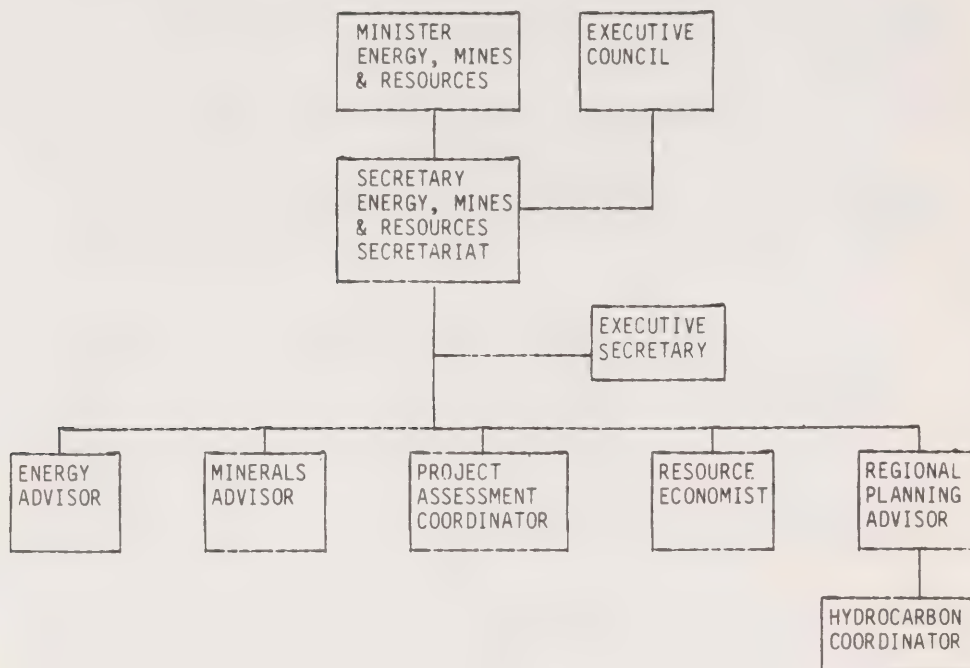 MINISTER
ENERGY, MINES
& RESOURCES
EXECUTIVE
COUNCIL
SECRETARY
ENERGY, MINES
& RESOURCES
SECRETARIAT
EXECUTIVE
SECRETARY
ENERGY
ADVISOR
MINERALS
ADVISOR
PROJECT
ASSESSMENT
COORDINATOR
RESOURCE
ECONOMIST
REGIONAL
PLANNING
ADVISOR
HYDROCARBON
COORDINATOR